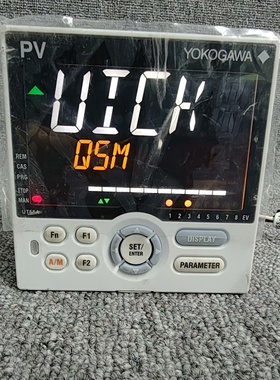 PV YOKOGAWA
UICK
QSM
REM
CAS
PRG
STOP
MAN 1 2 3 4 5 6 7 8 EV
Fn F1 SET/ DISPLAY
ENTER
A/M F2 PARAMETER